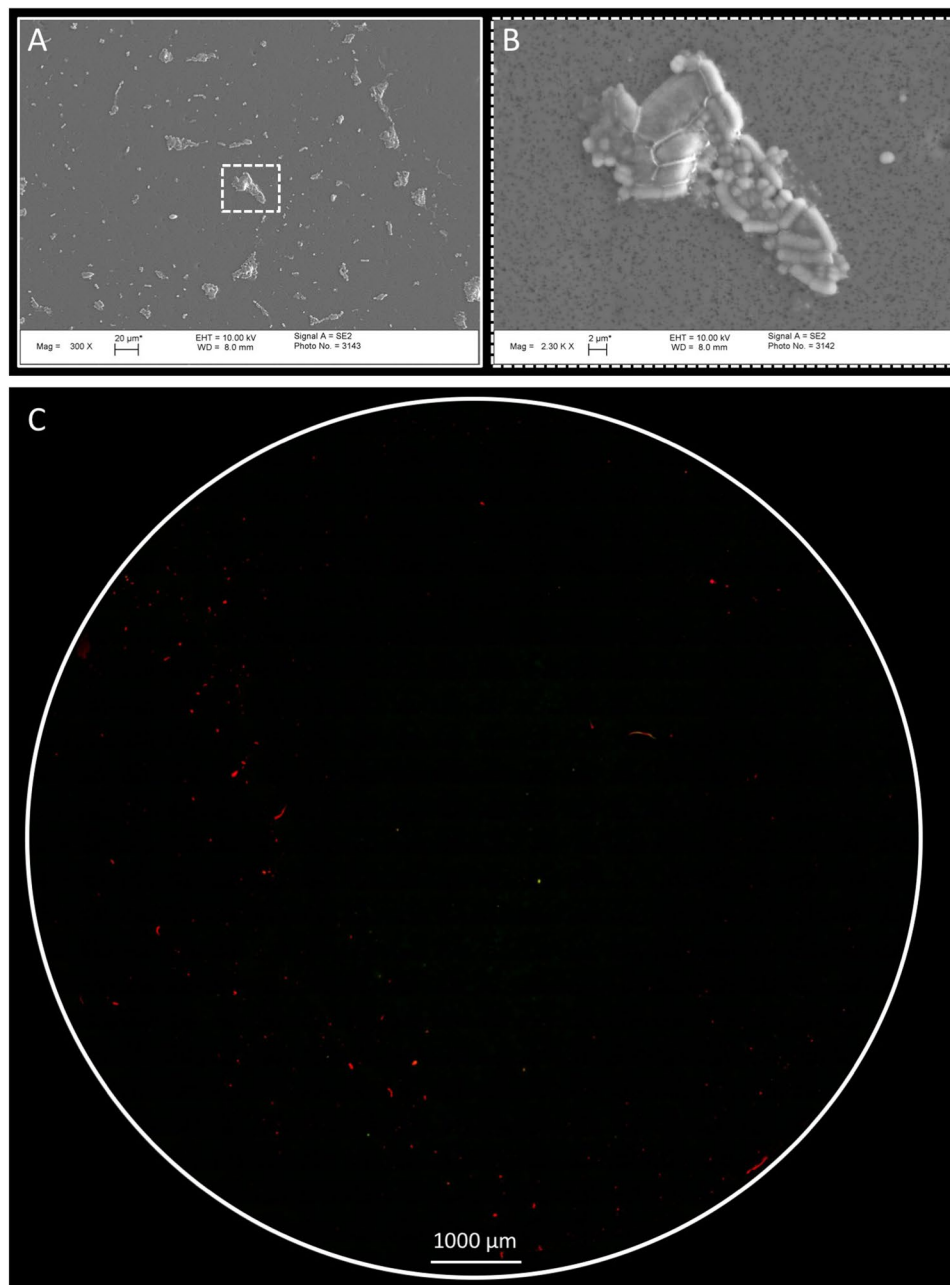 A
Mag = 300 X
20 µm*
EHT = 10.00 kV
WD = 8.0 mm
Signal A = SE2
Photo No. = 3143
B
Mag = 2.30 K X
2 µm*
EHT = 10.00 kV
WD = 8.0 mm
Signal A = SE2
Photo No. = 3142
C
1000 µm